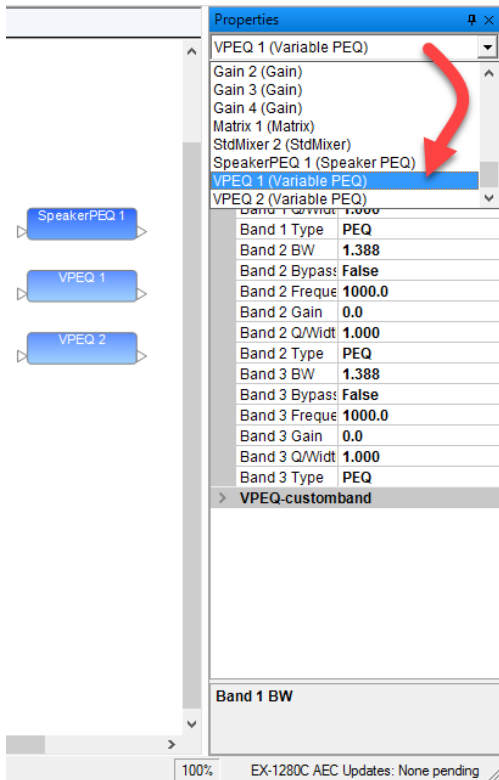 Properties
VPEQ 1 (Variable PEQ)
Gain 2 (Gain)
Gain 3 (Gain)
Gain 4 (Gain)
Matrix 1 (Matrix)
StdMixer 2 (StdMixer)
SpeakerPEQ 1 (Speaker PEQ)
VPEQ 1 (Variable PEQ)
VPEQ 2 (Variable PEQ)
Band 1 Q/Widt 1.000
Band 1 Type PEQ
Band 2 BW 1.388
Band 2 Bypass False
Band 2 Freque 1000.0
Band 2 Gain 0.0
Band 2 Q/Widt 1.000
Band 2 Type PEQ
Band 3 BW 1.388
Band 3 Bypass False
Band 3 Freque 1000.0
Band 3 Gain 0.0
Band 3 Q/Widt 1.000
Band 3 Type PEQ
VPEQ-customband
SpeakerPEQ 1
VPEQ 1
VPEQ 2
Band 1 BW
100% EX-1280C AEC Updates: None pending